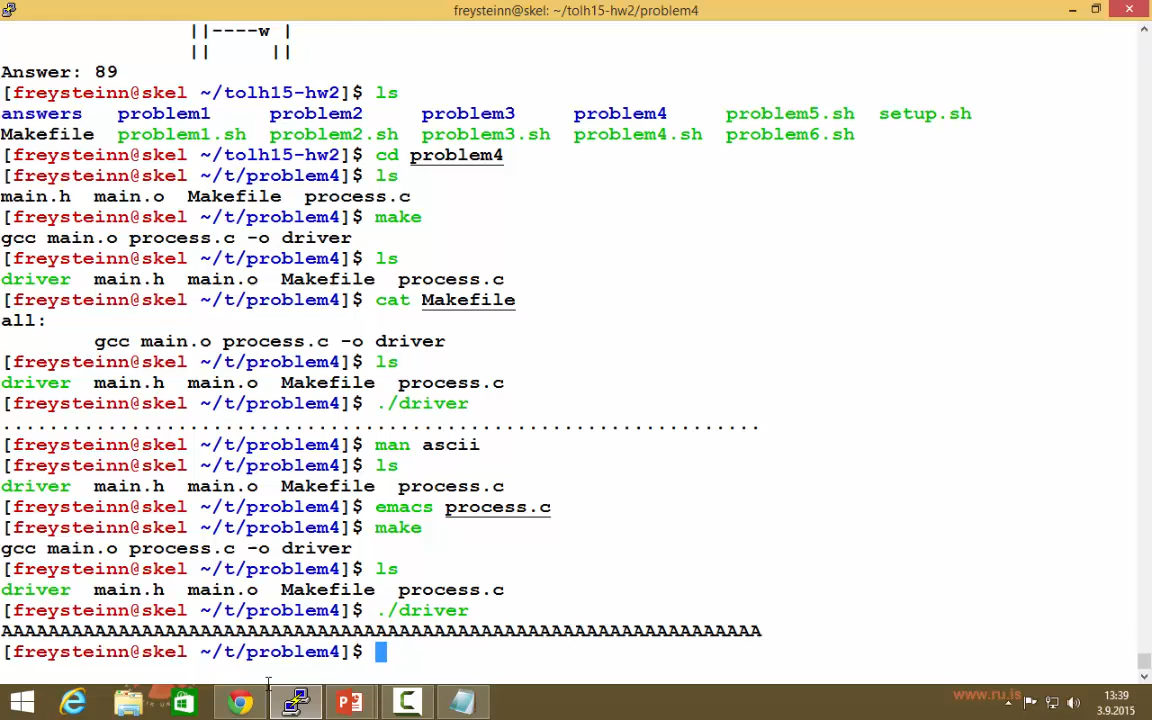 freysteinn@skel: ~/tolh15-hw2/problem4
||----w |
|| ||
Answer: 89
[freysteinn@skel ~/tolh15-hw2]$ ls
answers problem1 problem2 problem3 problem4 problem5.sh setup.sh
Makefile problem1.sh problem2.sh problem3.sh problem4.sh problem6.sh
[freysteinn@skel ~/tolh15-hw2]$ cd problem4
[freysteinn@skel ~/t/problem4]$ ls
main.h main.o Makefile process.c
[freysteinn@skel ~/t/problem4]$ make
gcc main.o process.c -o driver
[freysteinn@skel ~/t/problem4]$ ls
driver main.h main.o Makefile process.c
[freysteinn@skel ~/t/problem4]$ cat Makefile
all:
gcc main.o process.c -o driver
[freysteinn@skel ~/t/problem4]$ ls
driver main.h main.o Makefile process.c
[freysteinn@skel ~/t/problem4]$ ./driver
.................................................................
[freysteinn@skel ~/t/problem4]$ man ascii
[freysteinn@skel ~/t/problem4]$ ls
driver main.h main.o Makefile process.c
[freysteinn@skel ~/t/problem4]$ emacs process.c
[freysteinn@skel ~/t/problem4]$ make
gcc main.o process.c -o driver
[freysteinn@skel ~/t/problem4]$ ls
driver main.h main.o Makefile process.c
[freysteinn@skel ~/t/problem4]$ ./driver
AAAAAAAAAAAAAAAAAAAAAAAAAAAAAAAAAAAAAAAAAAAAAAAAAAAAAAAAAAAAAAAAA
[freysteinn@skel ~/t/problem4]$
www.ru.is
13:39
3.9.2015